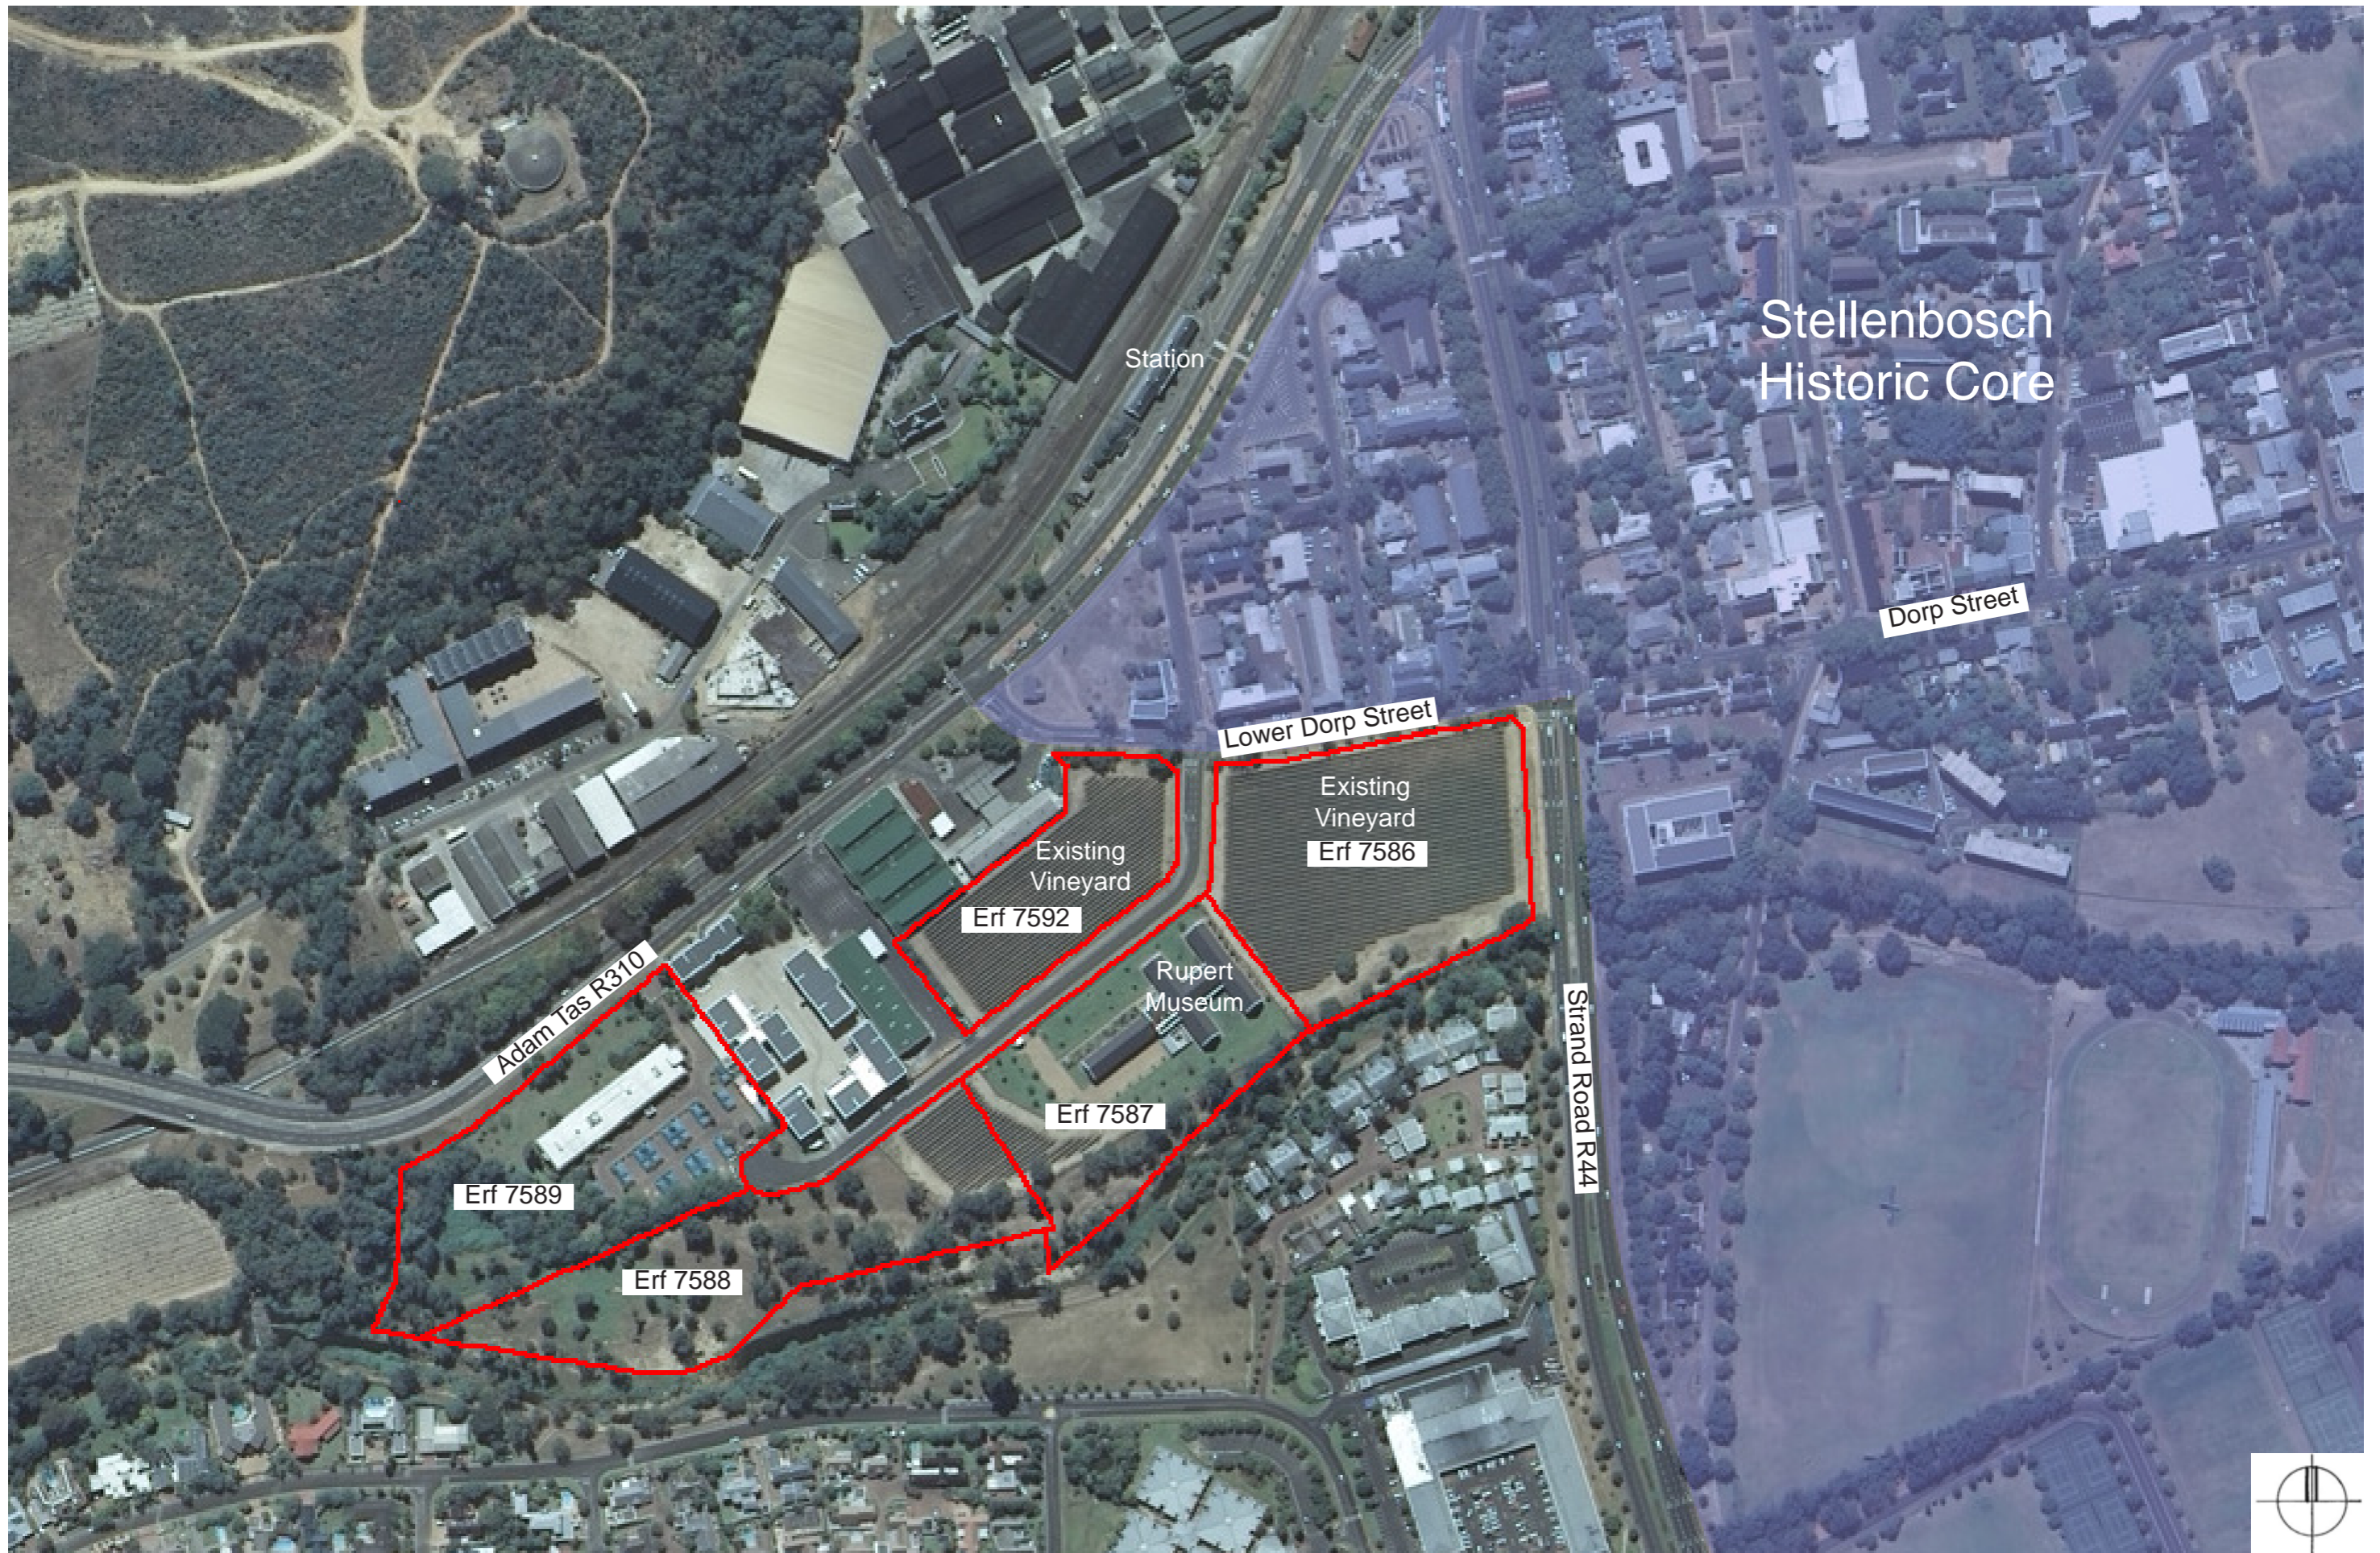 Stellenbosch
Historic Core
Station
Dorp Street
Lower Dorp Street
Existing
Vineyard
Erf 7586
Existing
Vineyard
Erf 7592
Rupert
Museum
Adam Tas R310
Strand Road R44
Erf 7587
Erf 7589
Erf 7588